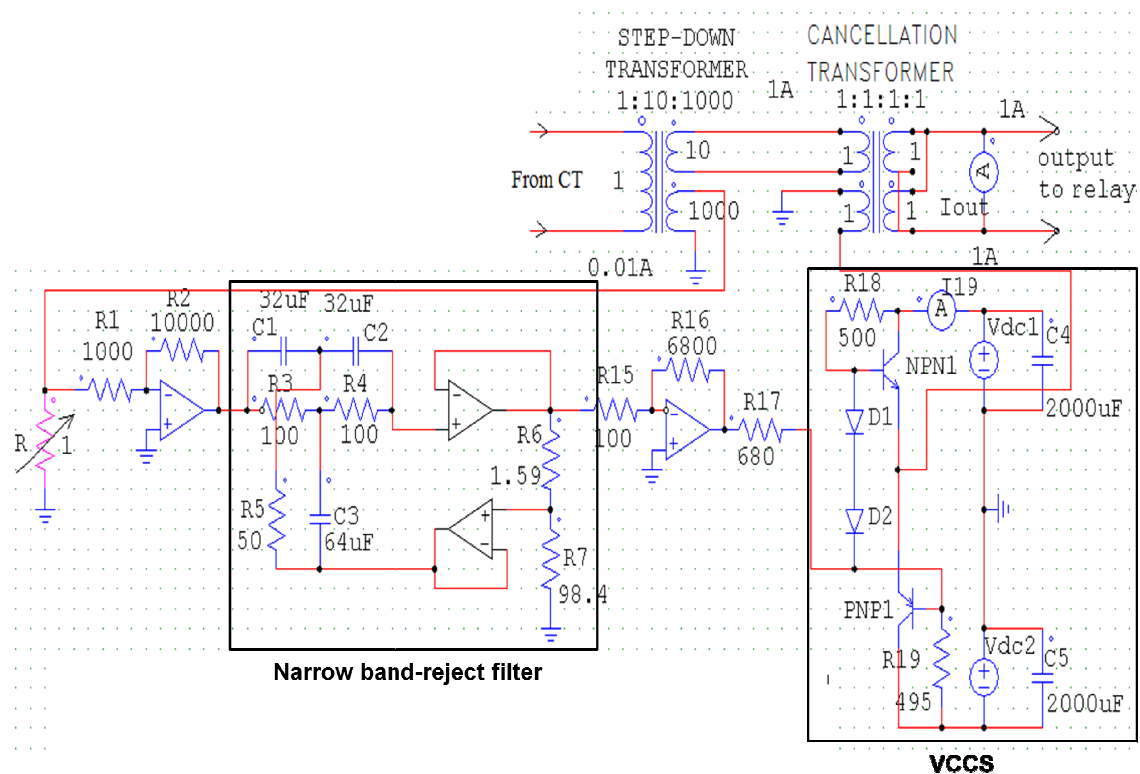 STEP-DOWN
TRANSFORMER
1:10:1000
CANCELLATION
TRANSFORMER
1:1:1:1
1A
1A
From CT
1
10
1000
1
1
1
1
Iout
A
output
to relay
0.01A
1A
R2
10000
R1
1000
32uF
32uF
C1
C2
R3
100
R4
100
R
1
R5
50
C3
64uF
R6
1.59
R7
98.4
R15
100
R16
6800
R17
680
R18
500
I19
A
Vdc1
C4
2000uF
NPN1
D1
D2
PNP1
R19
495
Vdc2
C5
2000uF
Narrow band-reject filter
VCCS